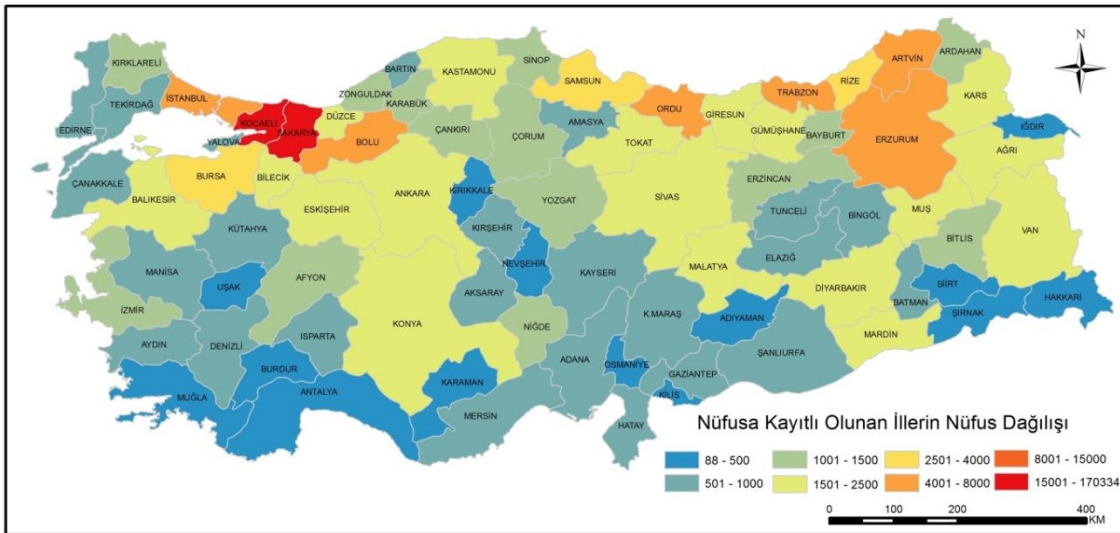 N
KIRKLARELİ
EDİRNE
TEKİRDAĞ
İSTANBUL
KOCAELİ
SAKARYA
YALOVA
DÜZCE
ZONGULDAK
BARTIN
KARABÜK
KASTAMONU
SİNOP
SAMSUN
ORDU
GİRESUN
TRABZON
RİZE
ARTVİN
ARDAHAN
KARS
IĞDIR
AĞRI
ERZURUM
BAYBURT
GÜMÜŞHANE
ERZİNCAN
TOKAT
AMASYA
ÇORUM
ÇANKIRI
BOLU
BİLECİK
BURSA
ÇANAKKALE
BALIKESİR
KÜTAHYA
ESKİŞEHİR
ANKARA
KIRIKKALE
KIRŞEHİR
YOZGAT
SİVAS
TUNCELİ
BİNGÖL
MUŞ
BİTLİS
VAN
HAKKARİ
ŞIRNAK
SİİRT
BATMAN
DİYARBAKIR
ELAZIĞ
MALATYA
ADIYAMAN
MARDİN
ŞANLIURFA
GAZİANTEP
KİLİS
HATAY
OSMANİYE
K.MARAŞ
KAYSERİ
NEVŞEHİR
AKSARAY
NİĞDE
ADANA
MERSİN
KARAMAN
KONYA
AFYON
UŞAK
MANİSA
İZMİR
AYDIN
DENİZLİ
ISPARTA
BURDUR
MUĞLA
ANTALYA
Nüfusa Kayıtlı Olunan İllerin Nüfus Dağılışı
88 - 500
1001 - 1500
2501 - 4000
8001 - 15000
501 - 1000
1501 - 2500
4001 - 8000
15001 - 170334
0 100 200 400
KM